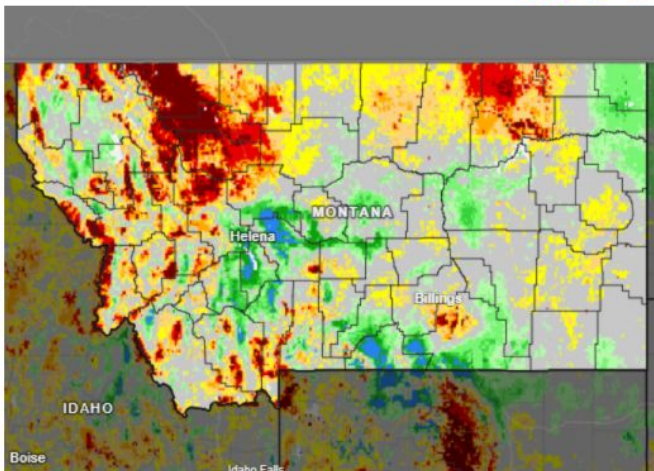 MONTANA
Helena
Billings
IDAHO
Boise
Idaho Falls